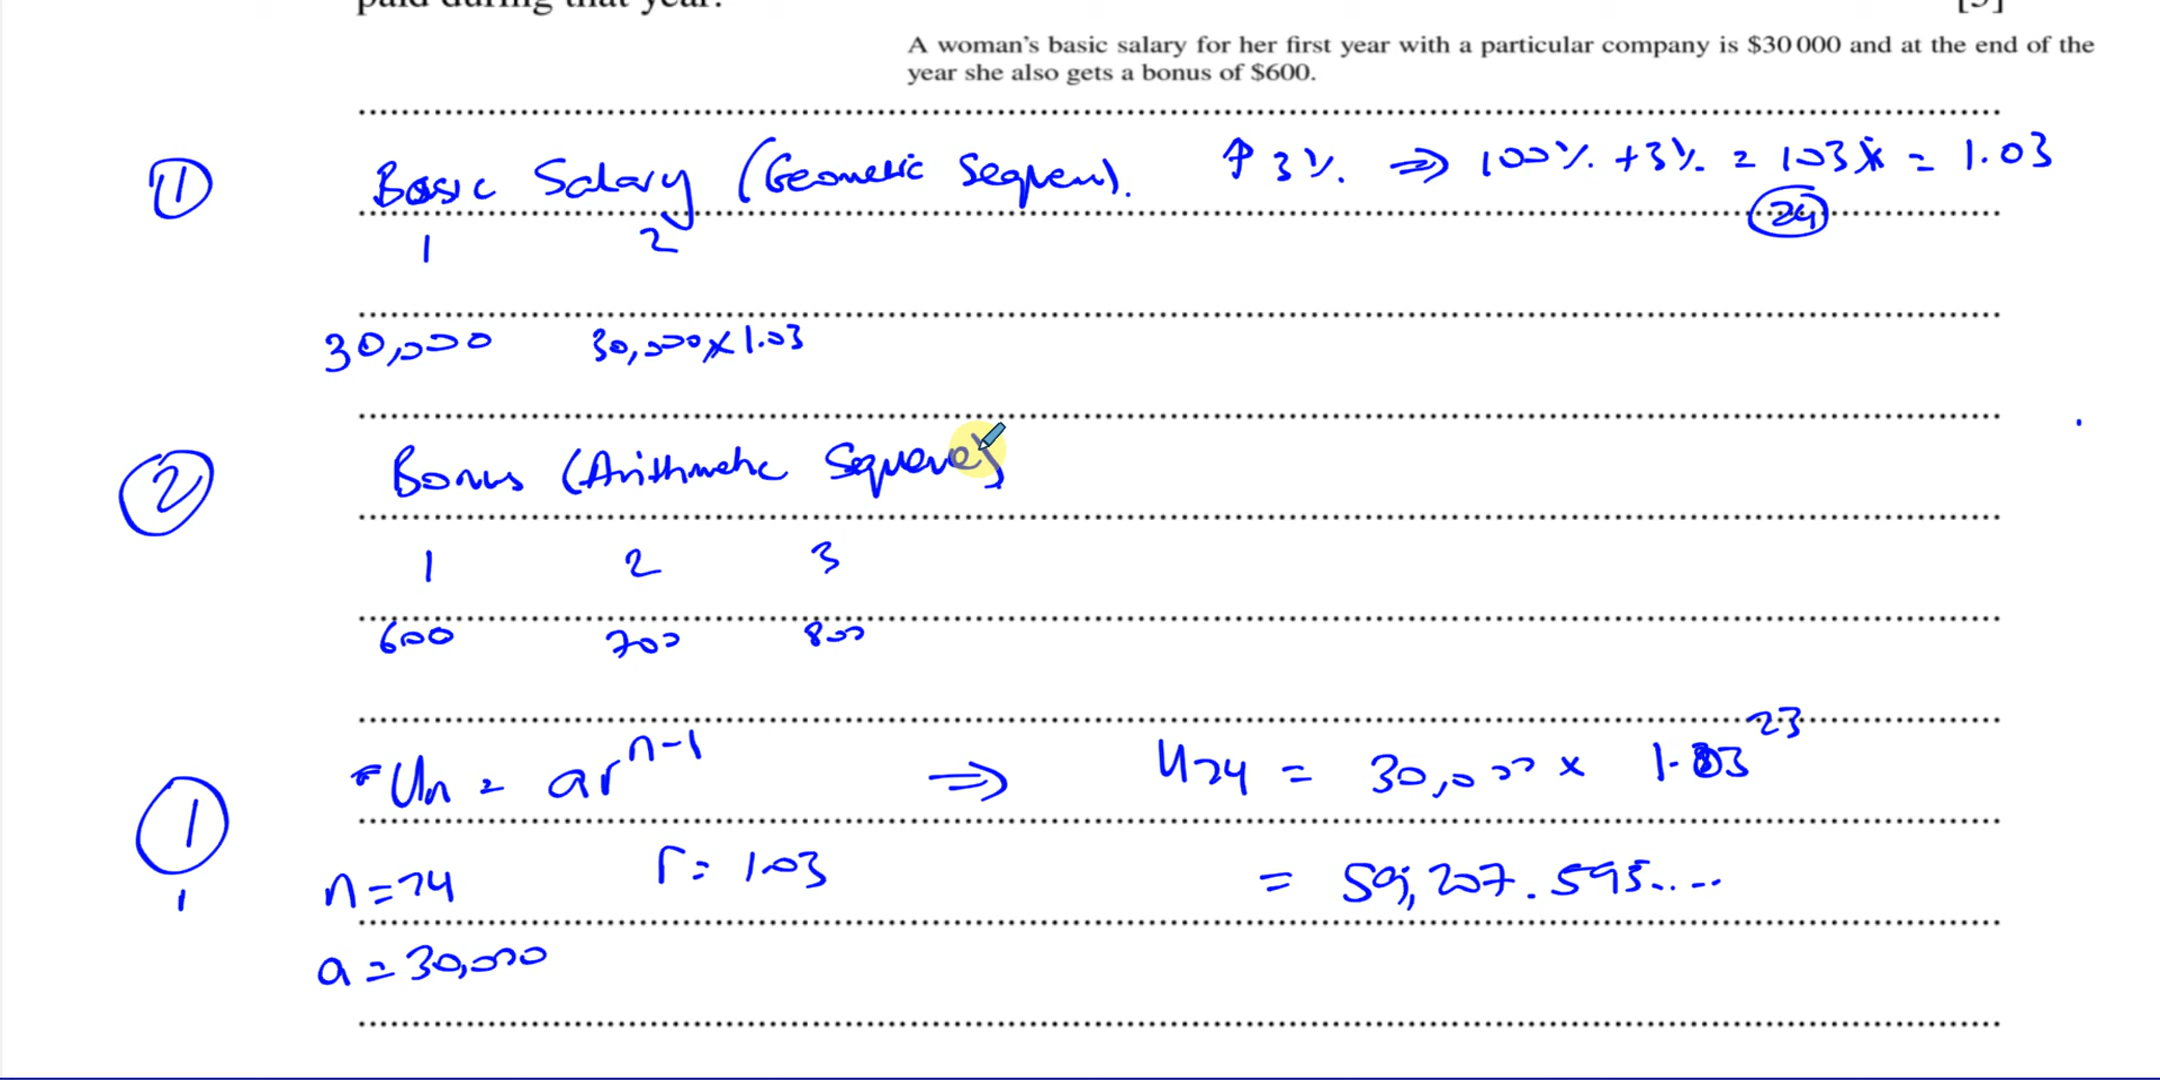 paid during that year. [5]
A woman's basic salary for her first year with a particular company is $30 000 and at the end of the
year she also gets a bonus of $600.
① Basic Salary (Geometric Sequence). ↑ 3% ⇒ 100% + 3% = 103% = 1.03
1 2 24
30,000 30,000 × 1.03
② Bonus (Arithmetic Sequence)
1 2 3
600 700 800
① Un = ar^(n-1) ⇒ U24 = 30,000 × 1.03^23
n = 24 r = 1.03 = 59,207.595....
1
a = 30,000